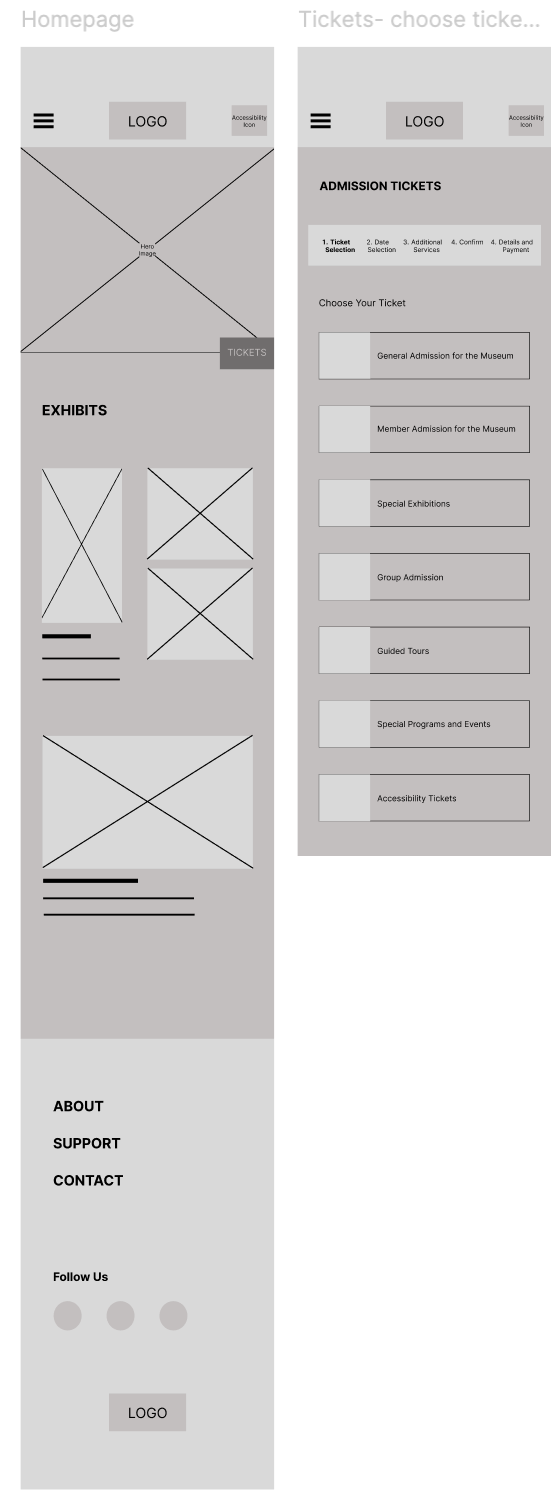 Homepage
LOGO
Accessibility
Icon
Hero
Image
TICKETS
EXHIBITS
ABOUT
SUPPORT
CONTACT
Follow Us
LOGO
Tickets- choose ticke...
LOGO
Accessibility
Icon
ADMISSION TICKETS
1. Ticket
Selection
2. Date
Selection
3. Additional
Services
4. Confirm
4. Details and
Payment
Choose Your Ticket
General Admission for the Museum
Member Admission for the Museum
Special Exhibitions
Group Admission
Guided Tours
Special Programs and Events
Accessibility Tickets